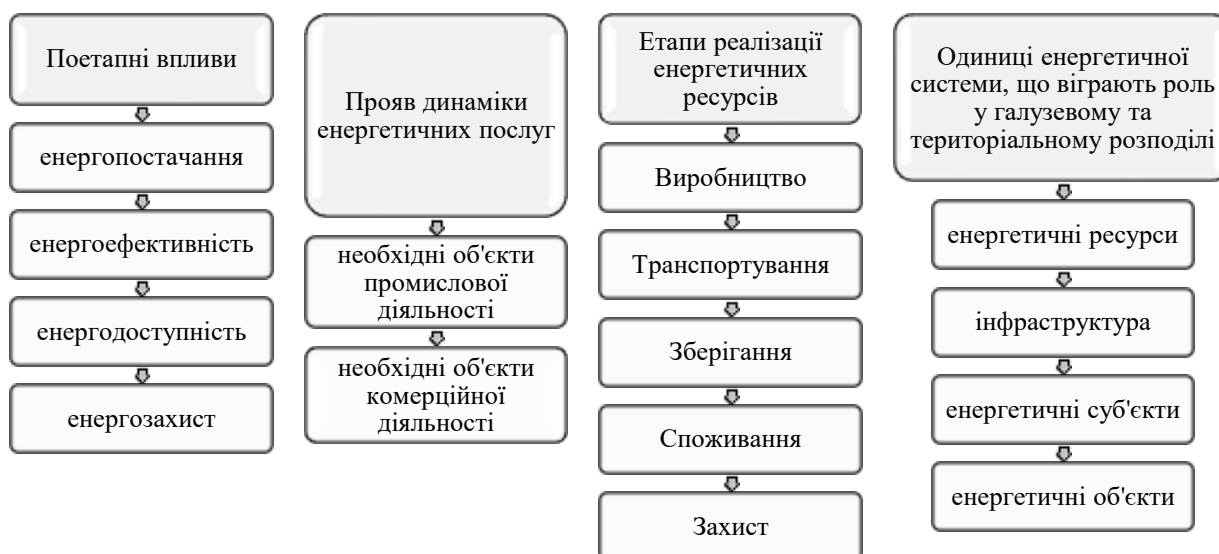 Поетапні впливи
енергопостачання
енергоефективність
енергодоступність
енергозахист
Прояв динаміки
енергетичних послуг
необхідні об'єкти
промислової
діяльності
необхідні об'єкти
комерційної
діяльності
Етапи реалізації
енергетичних
ресурсів
Виробництво
Транспортування
Зберігання
Споживання
Захист
Одиниці енергетичної
системи, що віграють роль
у галузевому та
територіальному розподілі
енергетичні ресурси
інфраструктура
енергетичні суб'єкти
енергетичні об'єкти